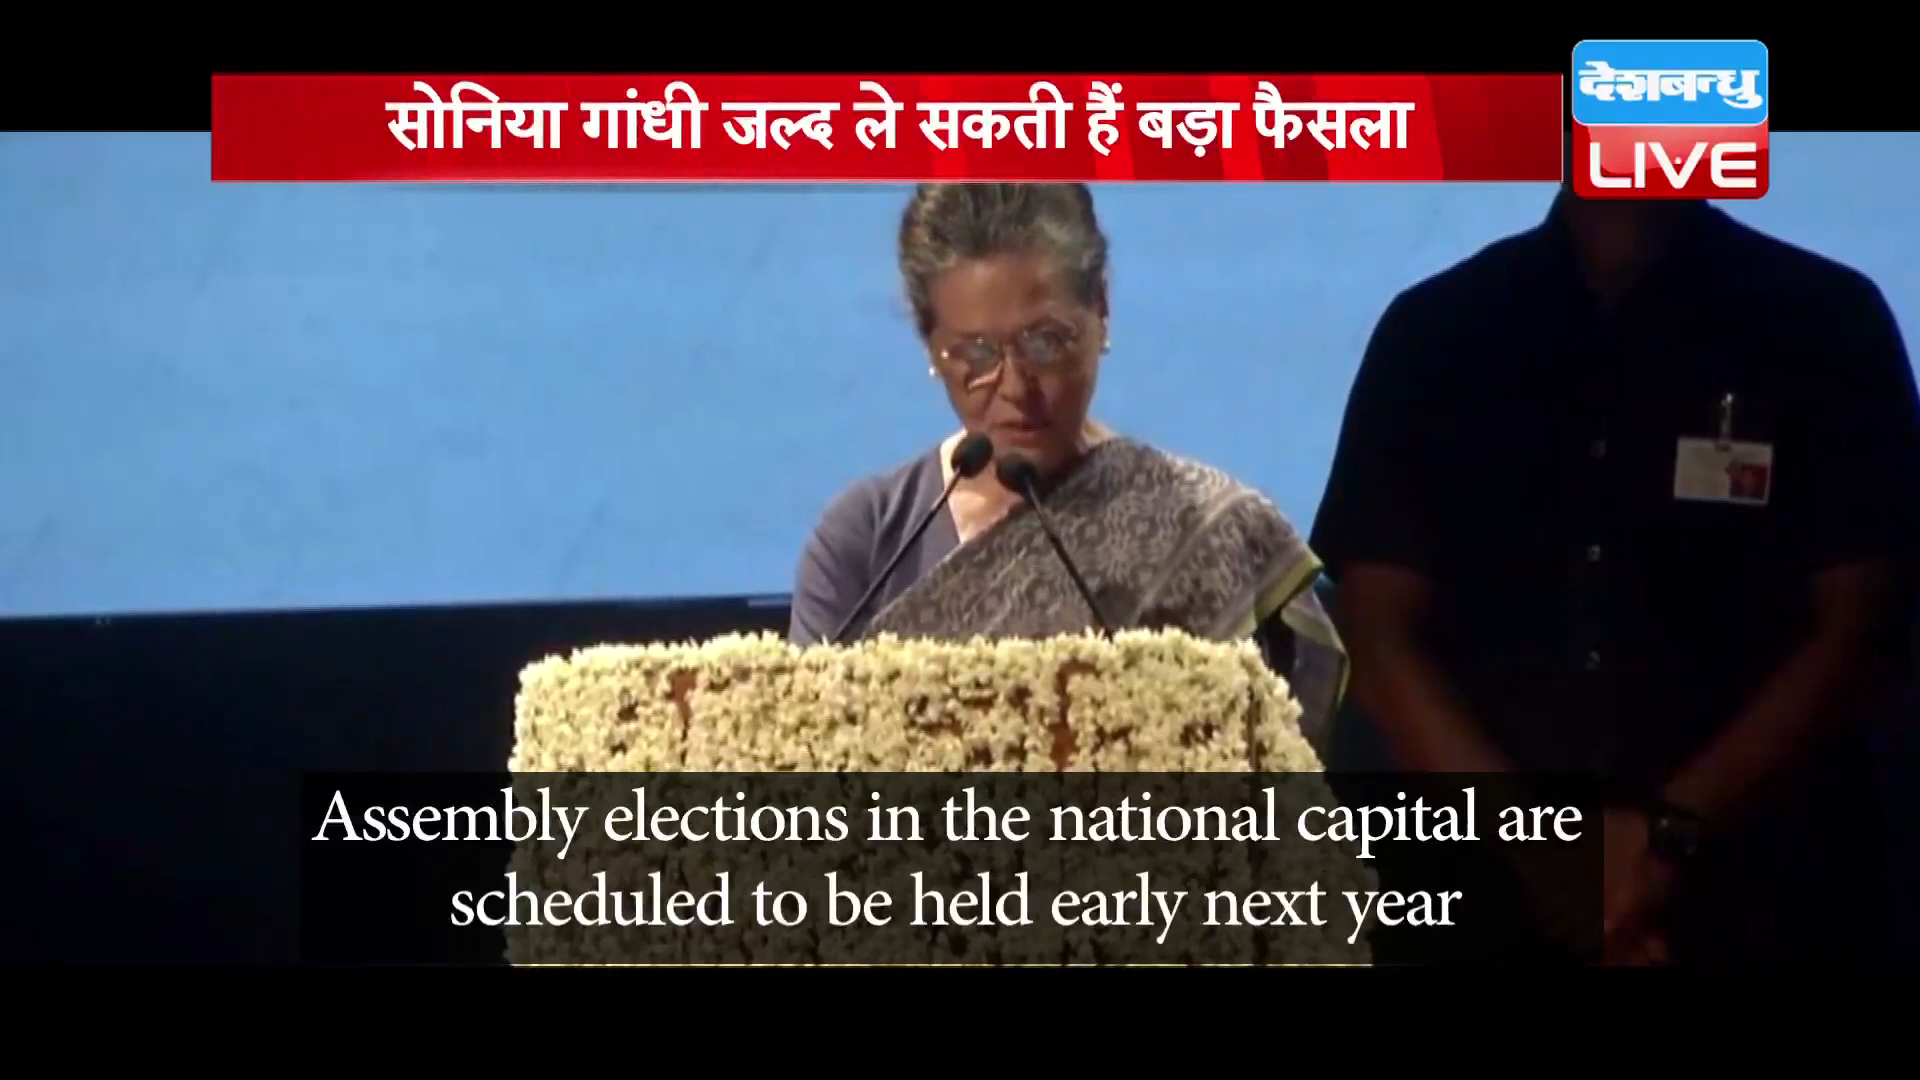 सोनिया गांधी जल्द ले सकती हैं बड़ा फैसला
देशबन्धु
LIVE
Assembly elections in the national capital are
scheduled to be held early next year